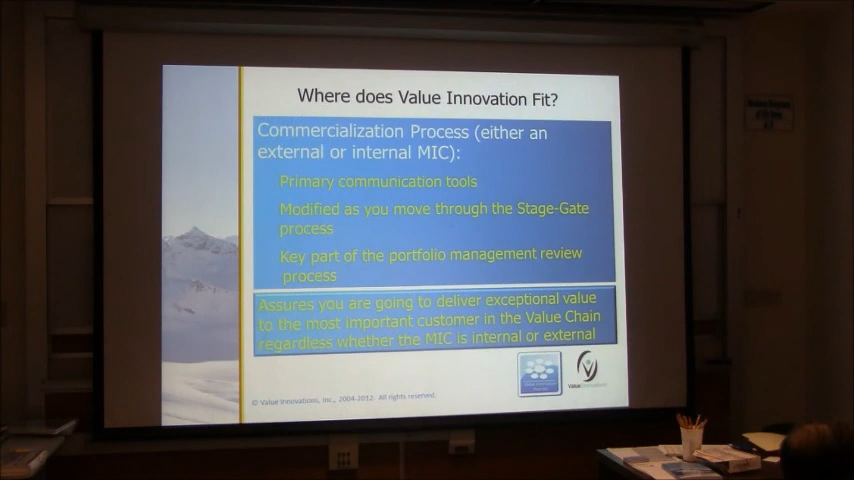 Where does Value Innovation Fit?
Commercialization Process (either an
external or internal MIC):
Primary communication tools
Modified as you move through the Stage-Gate
process
Key part of the portfolio management review
process
Assures you are going to deliver exceptional value
to the most important customer in the Value Chain
regardless whether the MIC is internal or external
© Value Innovations, Inc., 2004-2012. All rights reserved.
ValueInnovations